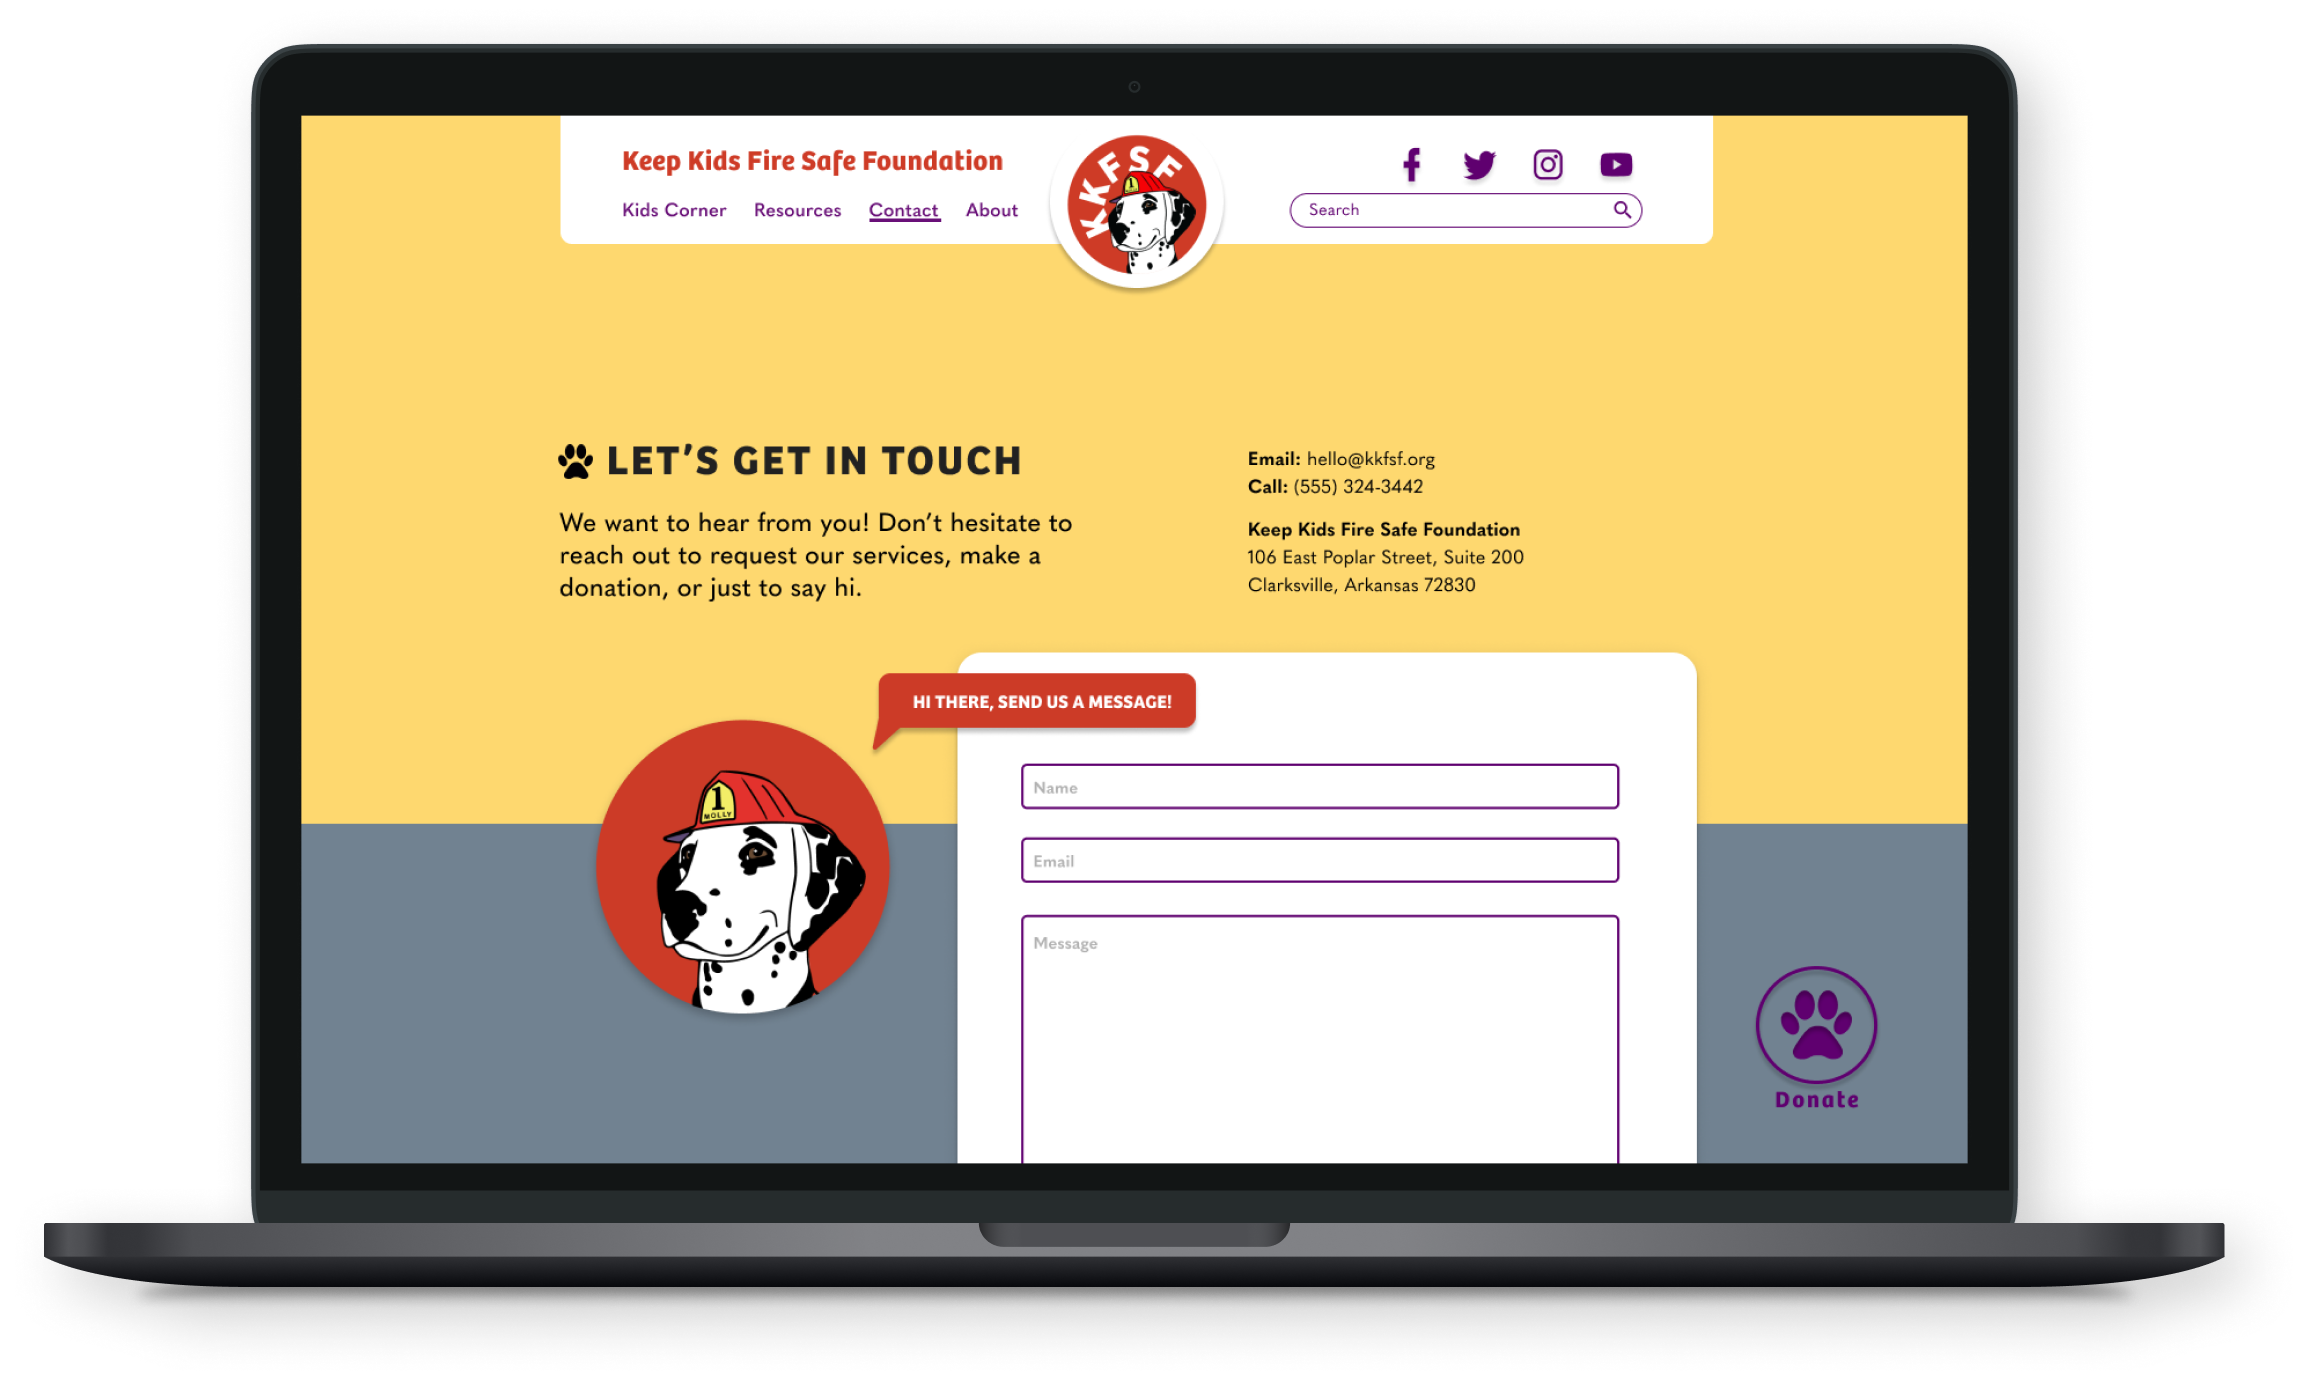 Keep Kids Fire Safe Foundation
Kids Corner Resources Contact About
KKFSF
1
Search
LET'S GET IN TOUCH
We want to hear from you! Don't hesitate to
reach out to request our services, make a
donation, or just to say hi.
Email: hello@kkfsf.org
Call: (555) 324-3442
Keep Kids Fire Safe Foundation
106 East Poplar Street, Suite 200
Clarksville, Arkansas 72830
HI THERE, SEND US A MESSAGE!
1
MOLLY
Name
Email
Message
Donate